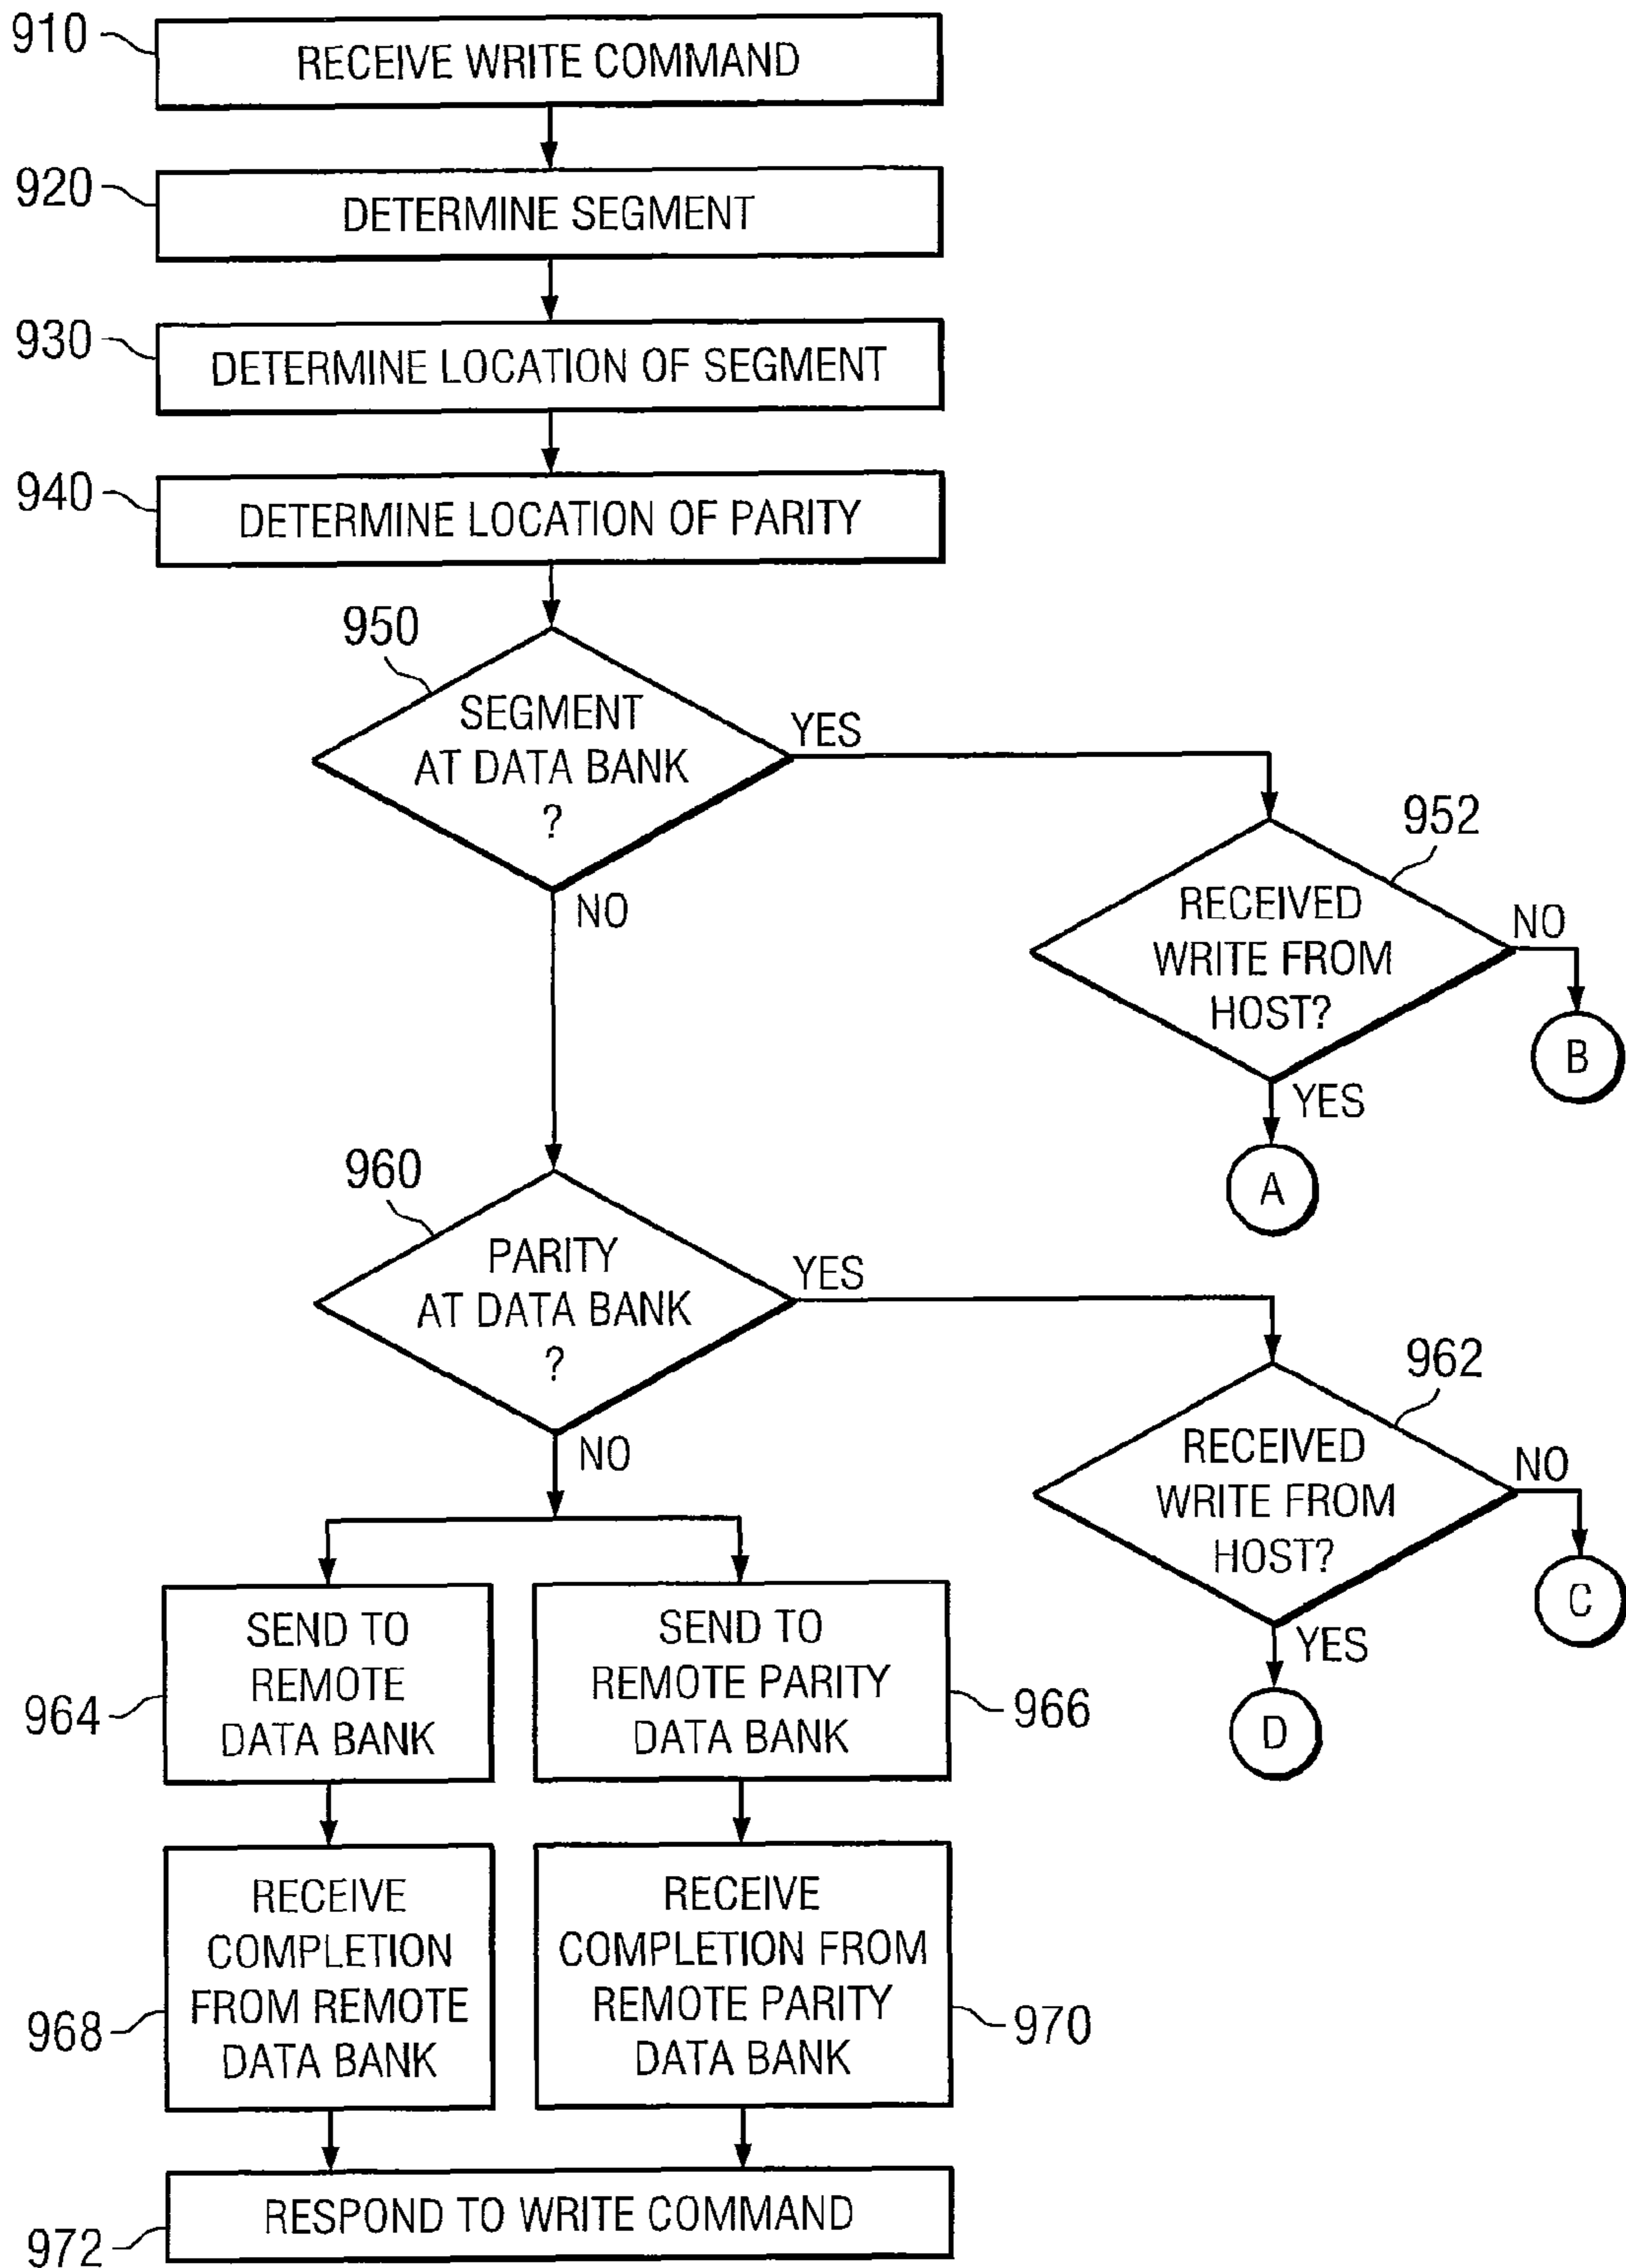 910
RECEIVE WRITE COMMAND
920
DETERMINE SEGMENT
930
DETERMINE LOCATION OF SEGMENT
940
DETERMINE LOCATION OF PARITY
950
SEGMENT
AT DATA BANK
?
YES
NO
952
RECEIVED
WRITE FROM
HOST?
NO
B
YES
A
960
PARITY
AT DATA BANK
?
YES
NO
962
RECEIVED
WRITE FROM
HOST?
NO
C
YES
D
964
SEND TO
REMOTE
DATA BANK
SEND TO
REMOTE PARITY
DATA BANK
966
968
RECEIVE
COMPLETION
FROM REMOTE
DATA BANK
RECEIVE
COMPLETION FROM
REMOTE PARITY
DATA BANK
970
RESPOND TO WRITE COMMAND
972